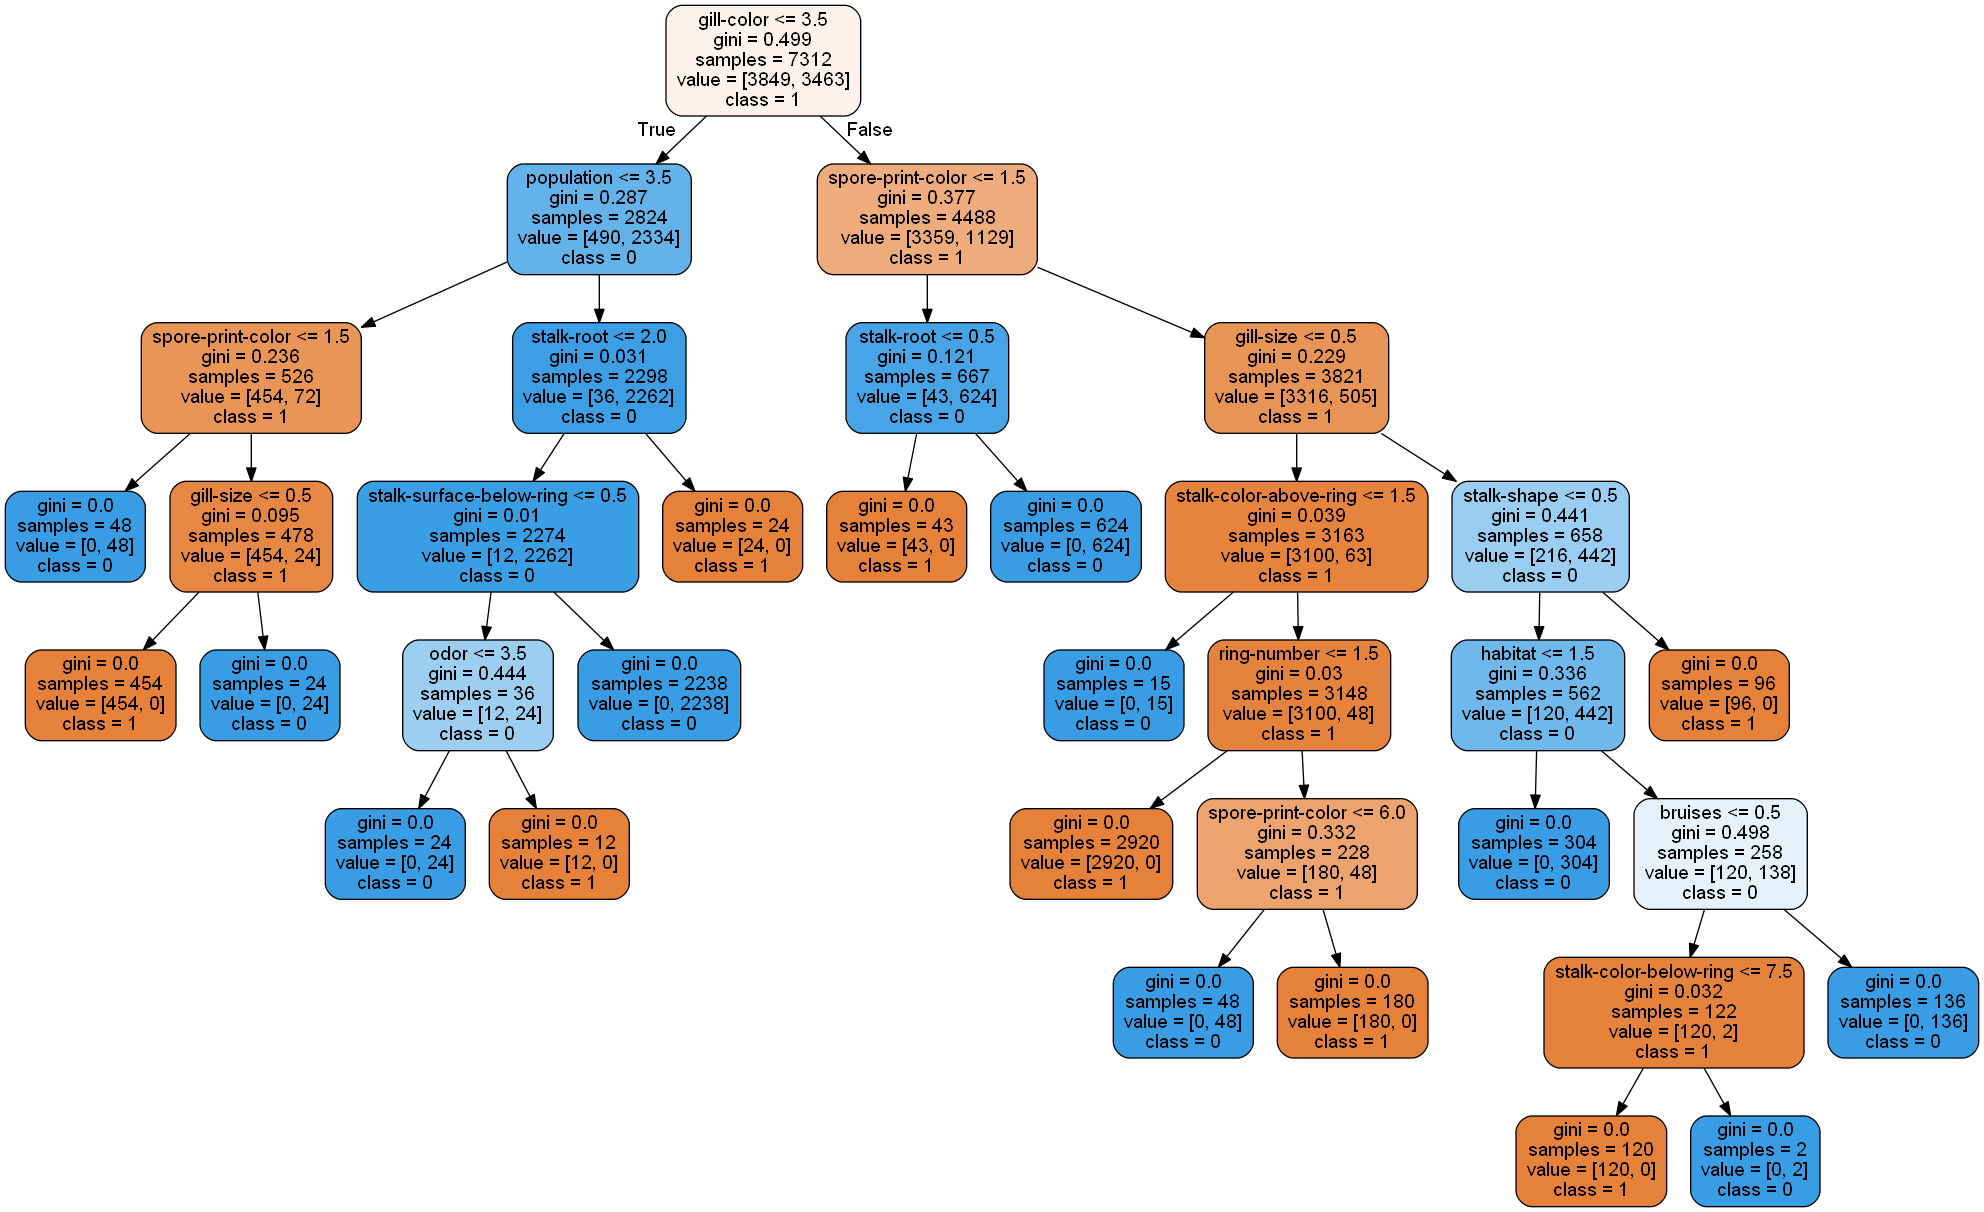 gill-color <= 3.5
gini = 0.499
samples = 7312
value = [3849, 3463]
class = 1
True
False
population <= 3.5
gini = 0.287
samples = 2824
value = [490, 2334]
class = 0
spore-print-color <= 1.5
gini = 0.377
samples = 4488
value = [3359, 1129]
class = 1
spore-print-color <= 1.5
gini = 0.236
samples = 526
value = [454, 72]
class = 1
stalk-root <= 2.0
gini = 0.031
samples = 2298
value = [36, 2262]
class = 0
stalk-root <= 0.5
gini = 0.121
samples = 667
value = [43, 624]
class = 0
gill-size <= 0.5
gini = 0.229
samples = 3821
value = [3316, 505]
class = 1
gini = 0.0
samples = 48
value = [0, 48]
class = 0
gill-size <= 0.5
gini = 0.095
samples = 478
value = [454, 24]
class = 1
stalk-surface-below-ring <= 0.5
gini = 0.01
samples = 2274
value = [12, 2262]
class = 0
gini = 0.0
samples = 24
value = [24, 0]
class = 1
gini = 0.0
samples = 43
value = [43, 0]
class = 1
gini = 0.0
samples = 624
value = [0, 624]
class = 0
stalk-color-above-ring <= 1.5
gini = 0.039
samples = 3163
value = [3100, 63]
class = 1
stalk-shape <= 0.5
gini = 0.441
samples = 658
value = [216, 442]
class = 0
gini = 0.0
samples = 454
value = [454, 0]
class = 1
gini = 0.0
samples = 24
value = [0, 24]
class = 0
odor <= 3.5
gini = 0.444
samples = 36
value = [12, 24]
class = 0
gini = 0.0
samples = 2238
value = [0, 2238]
class = 0
gini = 0.0
samples = 15
value = [0, 15]
class = 0
ring-number <= 1.5
gini = 0.03
samples = 3148
value = [3100, 48]
class = 1
habitat <= 1.5
gini = 0.336
samples = 562
value = [120, 442]
class = 0
gini = 0.0
samples = 96
value = [96, 0]
class = 1
gini = 0.0
samples = 24
value = [0, 24]
class = 0
gini = 0.0
samples = 12
value = [12, 0]
class = 1
gini = 0.0
samples = 2920
value = [2920, 0]
class = 1
spore-print-color <= 6.0
gini = 0.332
samples = 228
value = [180, 48]
class = 1
gini = 0.0
samples = 304
value = [0, 304]
class = 0
bruises <= 0.5
gini = 0.498
samples = 258
value = [120, 138]
class = 0
gini = 0.0
samples = 48
value = [0, 48]
class = 0
gini = 0.0
samples = 180
value = [180, 0]
class = 1
stalk-color-below-ring <= 7.5
gini = 0.032
samples = 122
value = [120, 2]
class = 1
gini = 0.0
samples = 136
value = [0, 136]
class = 0
gini = 0.0
samples = 120
value = [120, 0]
class = 1
gini = 0.0
samples = 2
value = [0, 2]
class = 0